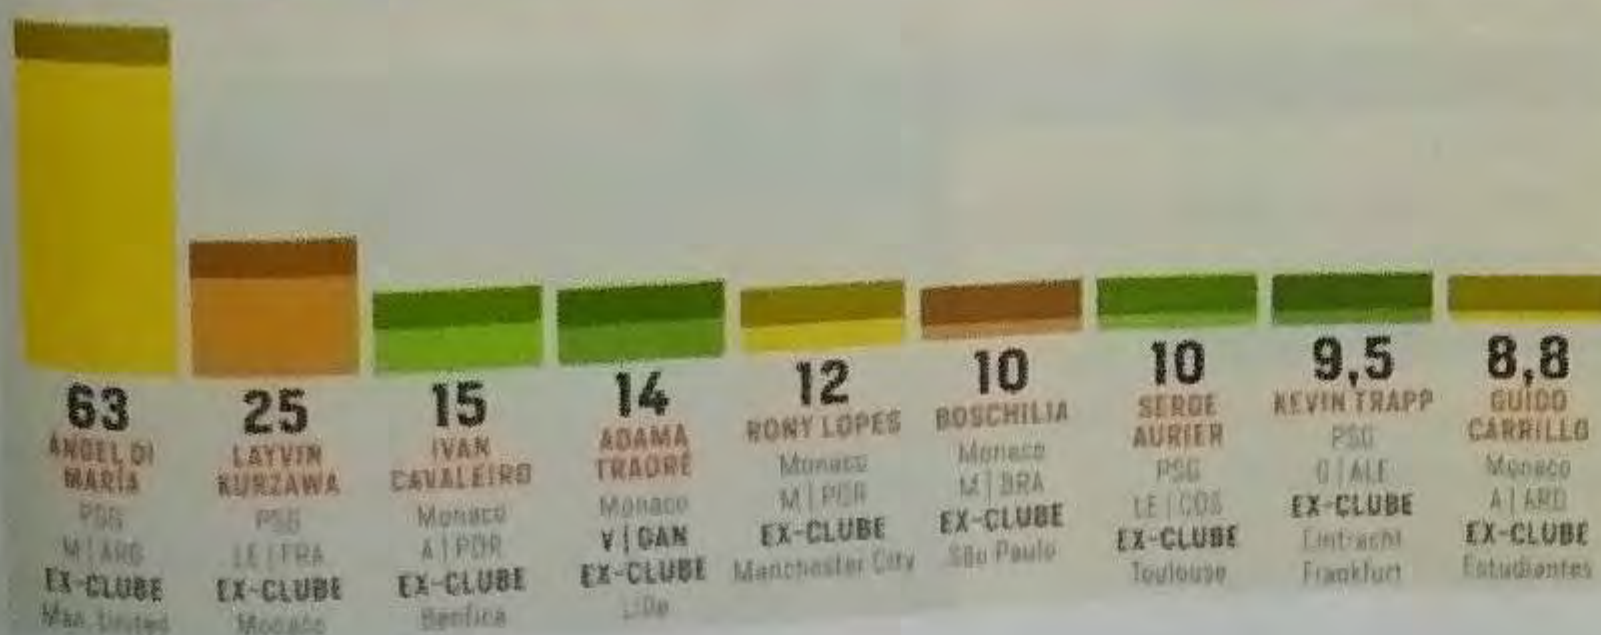 63
ÁNGEL DI
MARÍA
PSG
M | ARG
EX-CLUBE
Man. United
25
LAYVIN
KURZAWA
PSG
LE | FRA
EX-CLUBE
Monaco
15
IVAN
CAVALEIRO
Monaco
A | POR
EX-CLUBE
Benfica
14
ADAMA
TRAORÉ
Monaco
V | GAN
EX-CLUBE
Lille
12
RONY LOPES
Monaco
M | POR
EX-CLUBE
Manchester City
10
BOSCHILIA
Monaco
M | BRA
EX-CLUBE
São Paulo
10
SERGE
AURIER
PSG
LE | COS
EX-CLUBE
Toulouse
9,5
KEVIN TRAPP
PSG
G | ALE
EX-CLUBE
Eintracht
Frankfurt
8,8
GUIDO
CARRILLO
Monaco
A | ARG
EX-CLUBE
Estudiantes